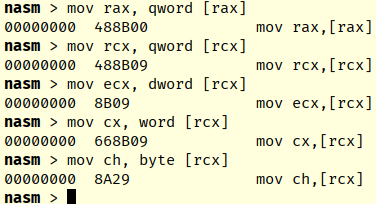 nasm > mov rax, qword [rax]
00000000  488B00            mov rax,[rax]
nasm > mov rcx, qword [rcx]
00000000  488B09            mov rcx,[rcx]
nasm > mov ecx, dword [rcx]
00000000  8B09              mov ecx,[rcx]
nasm > mov cx, word [rcx]
00000000  668B09            mov cx,[rcx]
nasm > mov ch, byte [rcx]
00000000  8A29              mov ch,[rcx]
nasm >